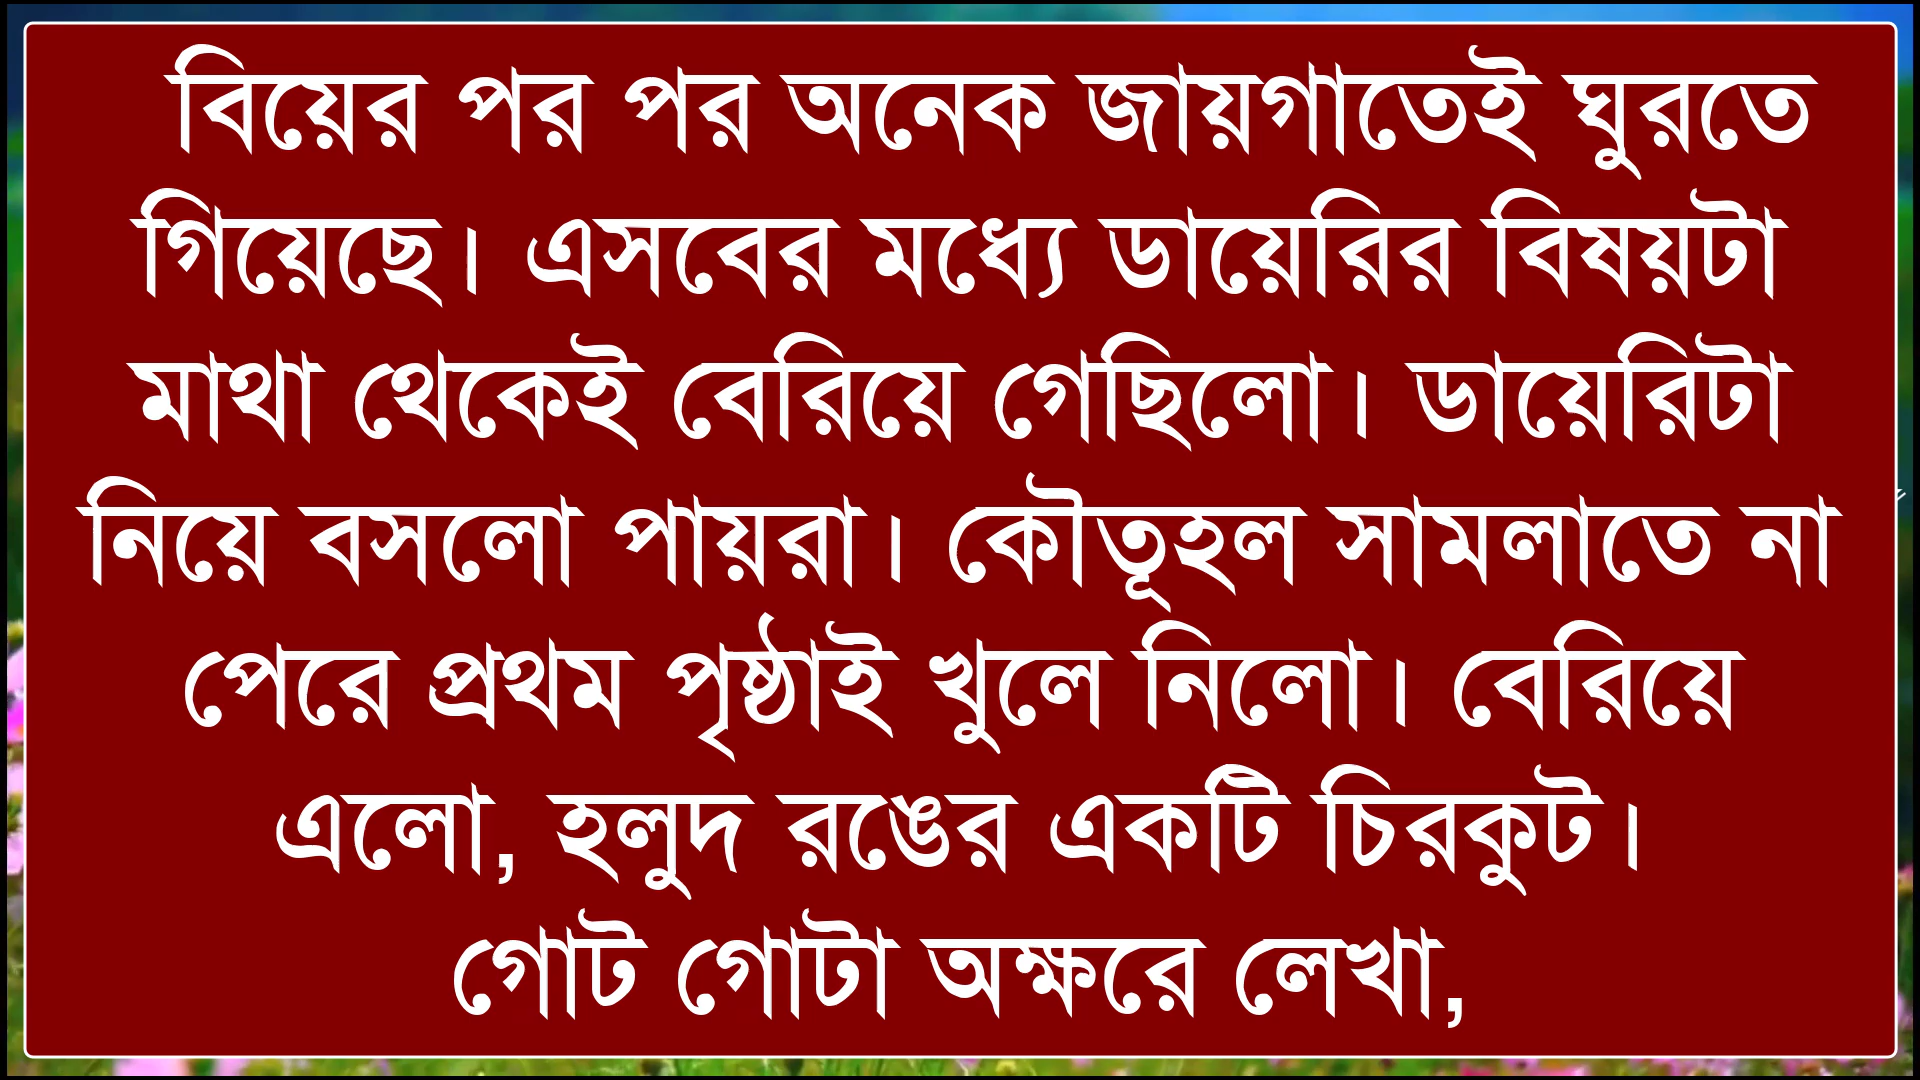 বিয়ের পর পর অনেক জায়গাতেই ঘুরতে
গিয়েছে। এসবের মধ্যে ডায়েরির বিষয়টা
মাথা থেকেই বেরিয়ে গেছিলো। ডায়েরিটা
নিয়ে বসলো পায়রা। কৌতূহল সামলাতে না
পেরে প্রথম পৃষ্ঠাই খুলে নিলো। বেরিয়ে
এলো, হলুদ রঙের একটি চিরকুট।
গোট গোটা অক্ষরে লেখা,